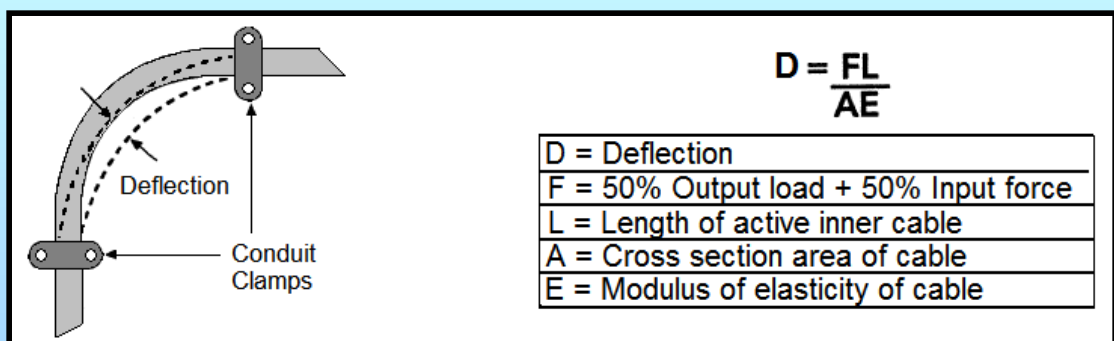 Deflection
Conduit
Clamps
D = FL
AE
D = Deflection
F = 50% Output load + 50% Input force
L = Length of active inner cable
A = Cross section area of cable
E = Modulus of elasticity of cable